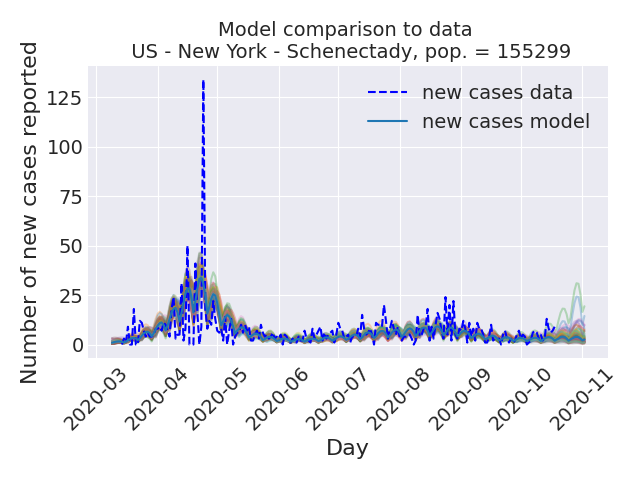 Model comparison to data
US - New York - Schenectady, pop. = 155299
Number of new cases reported
125
100
75
50
25
0
new cases data
new cases model
2020-03
2020-04
2020-05
2020-06
2020-07
2020-08
2020-09
2020-10
2020-11
Day